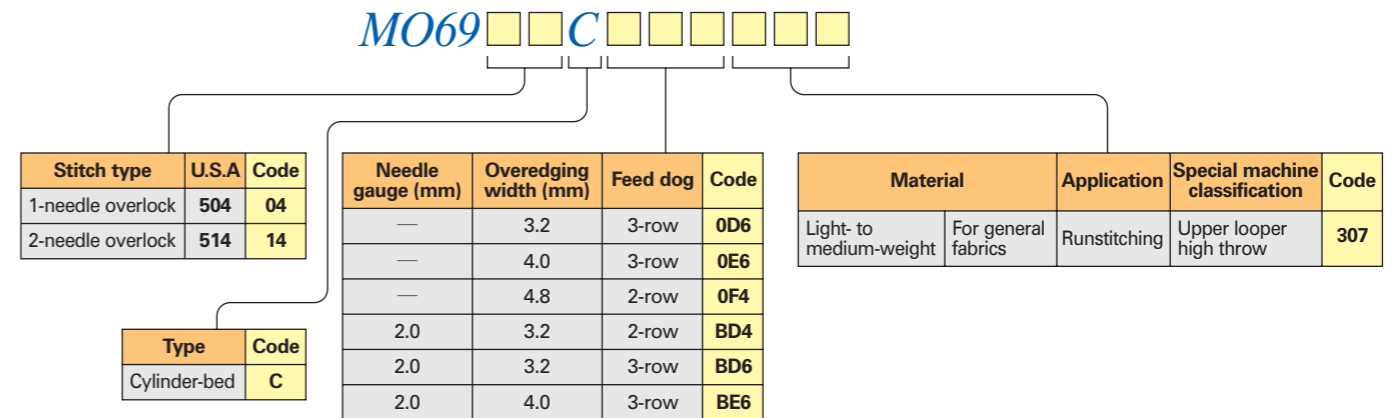 MO69 C
Stitch type U.S.A Code
1-needle overlock 504 04
2-needle overlock 514 14
Type Code
Cylinder-bed C
Needle gauge (mm) Overedging width (mm) Feed dog Code
— 3.2 3-row 0D6
— 4.0 3-row 0E6
— 4.8 2-row 0F4
2.0 3.2 2-row BD4
2.0 3.2 3-row BD6
2.0 4.0 3-row BE6
Material Application Special machine classification Code
Light- to medium-weight For general fabrics Runstitching Upper looper high throw 307